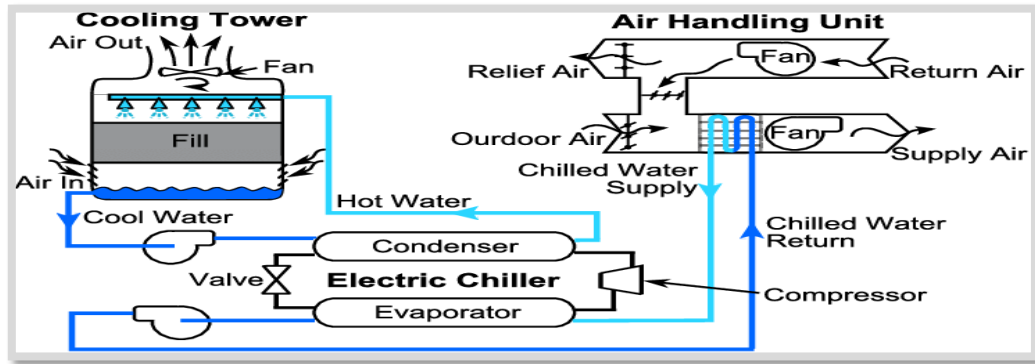 Cooling Tower
Air Out
Fan
Fill
Air In
Cool Water
Hot Water
Condenser
Valve
Electric Chiller
Evaporator
Compressor
Air Handling Unit
Relief Air
Fan
Return Air
Ourdoor Air
Fan
Supply Air
Chilled Water
Supply
Chilled Water
Return